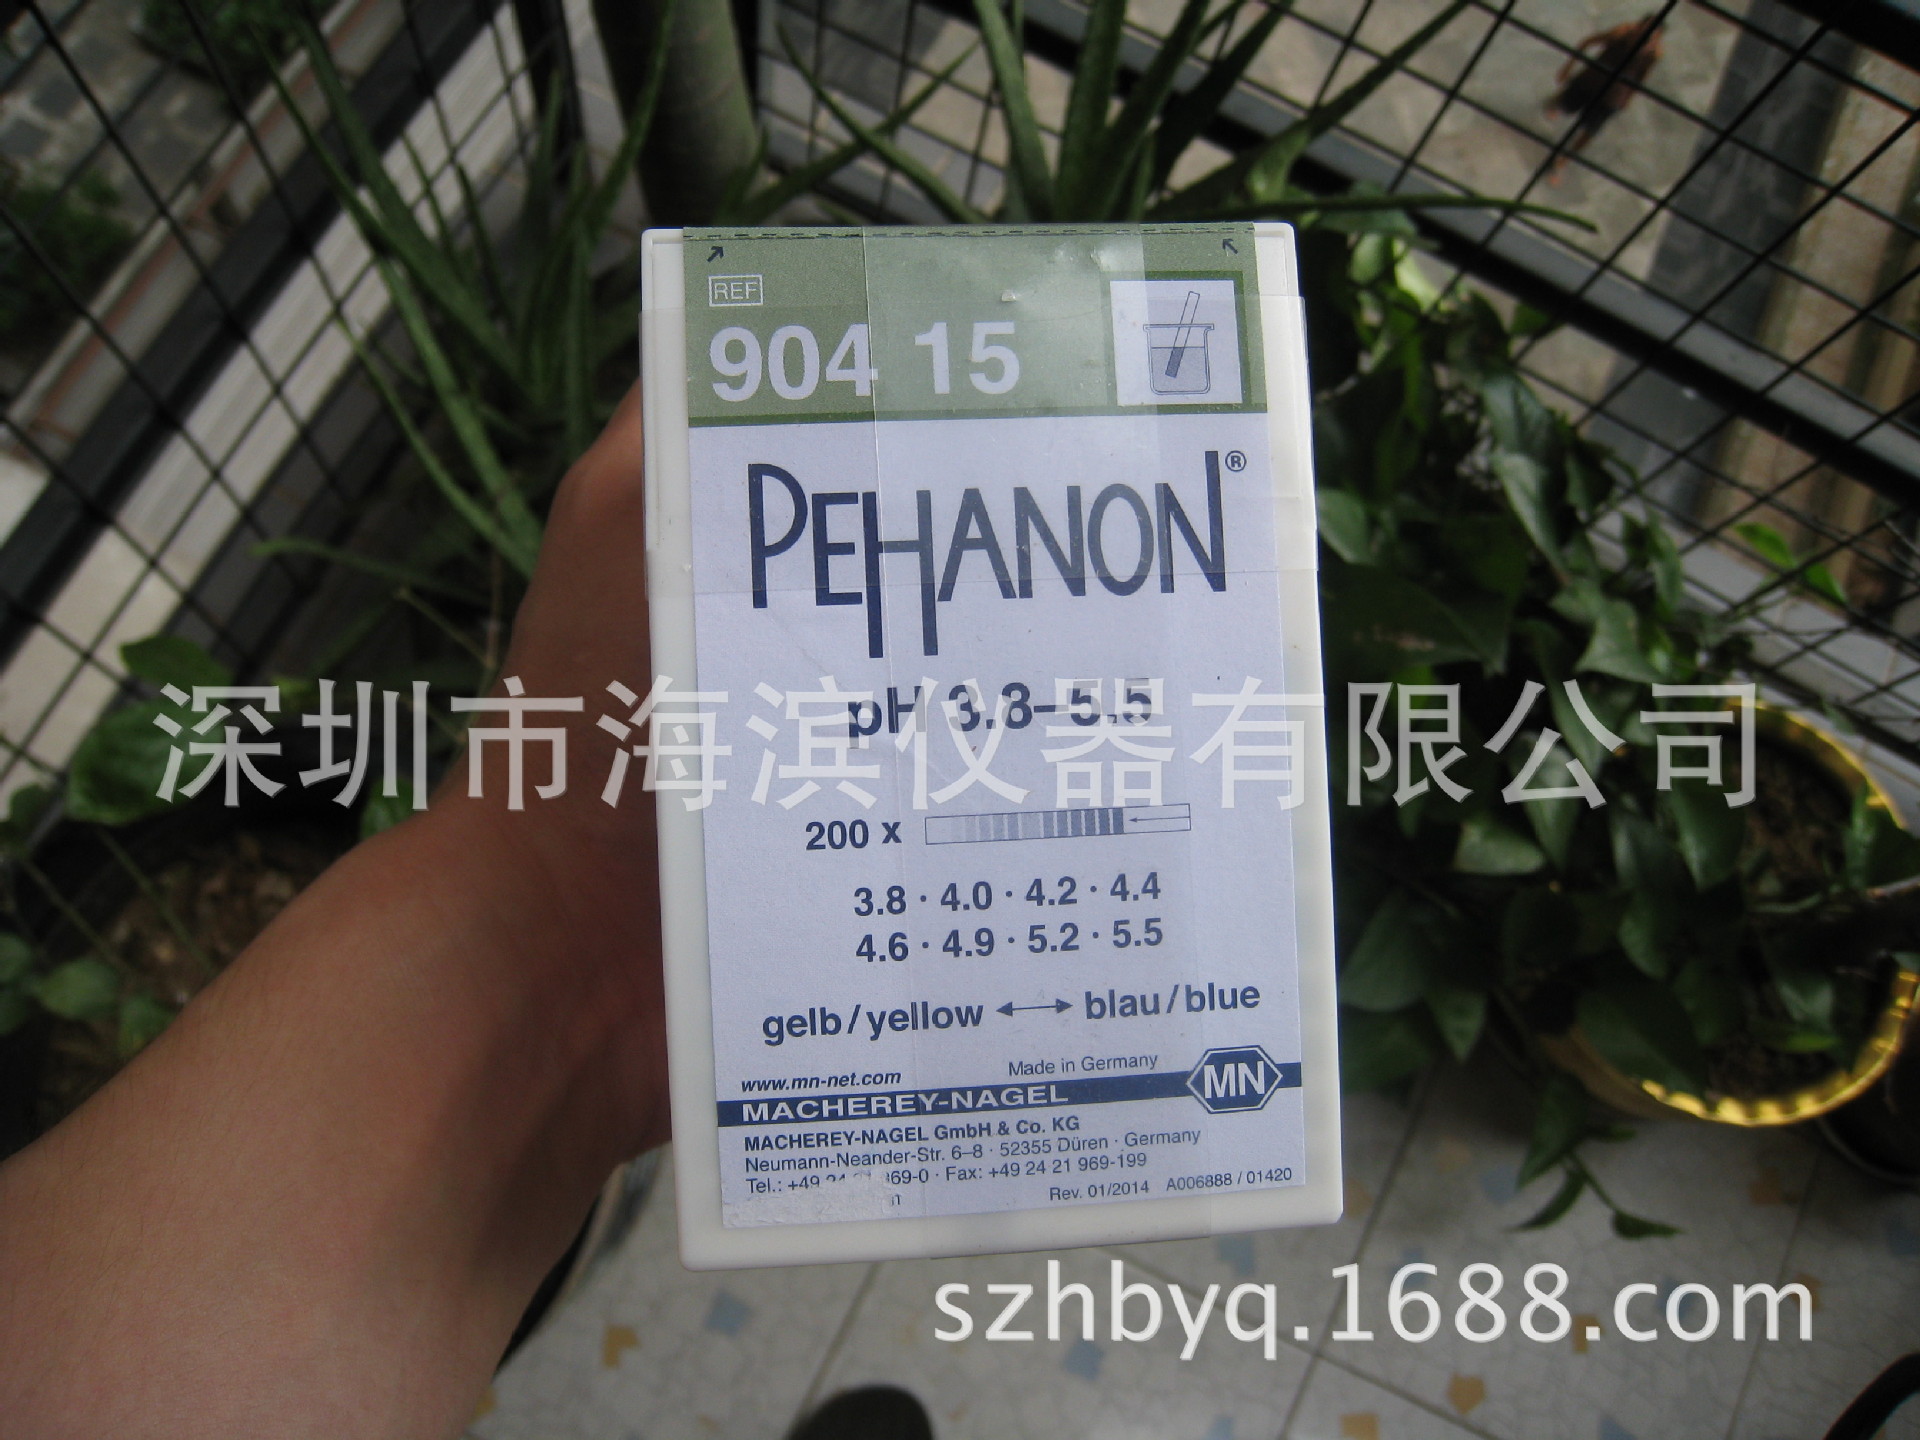 REF
904 15
PEHANON®
pH 3.8–5.5
深圳市海滨仪器有限公司
200 x
3.8 · 4.0 · 4.2 · 4.4
4.6 · 4.9 · 5.2 · 5.5
gelb/yellow ↔ blau/blue
www.mn-net.com
Made in Germany
MACHEREY-NAGEL
MN
MACHEREY-NAGEL GmbH & Co. KG
Neumann-Neander-Str. 6–8 · 52355 Düren · Germany
Tel.: +49 969-0 · Fax: +49 24 21 969-199
Rev. 01/2014 A006888 / 01420
szhbyq.1688.com